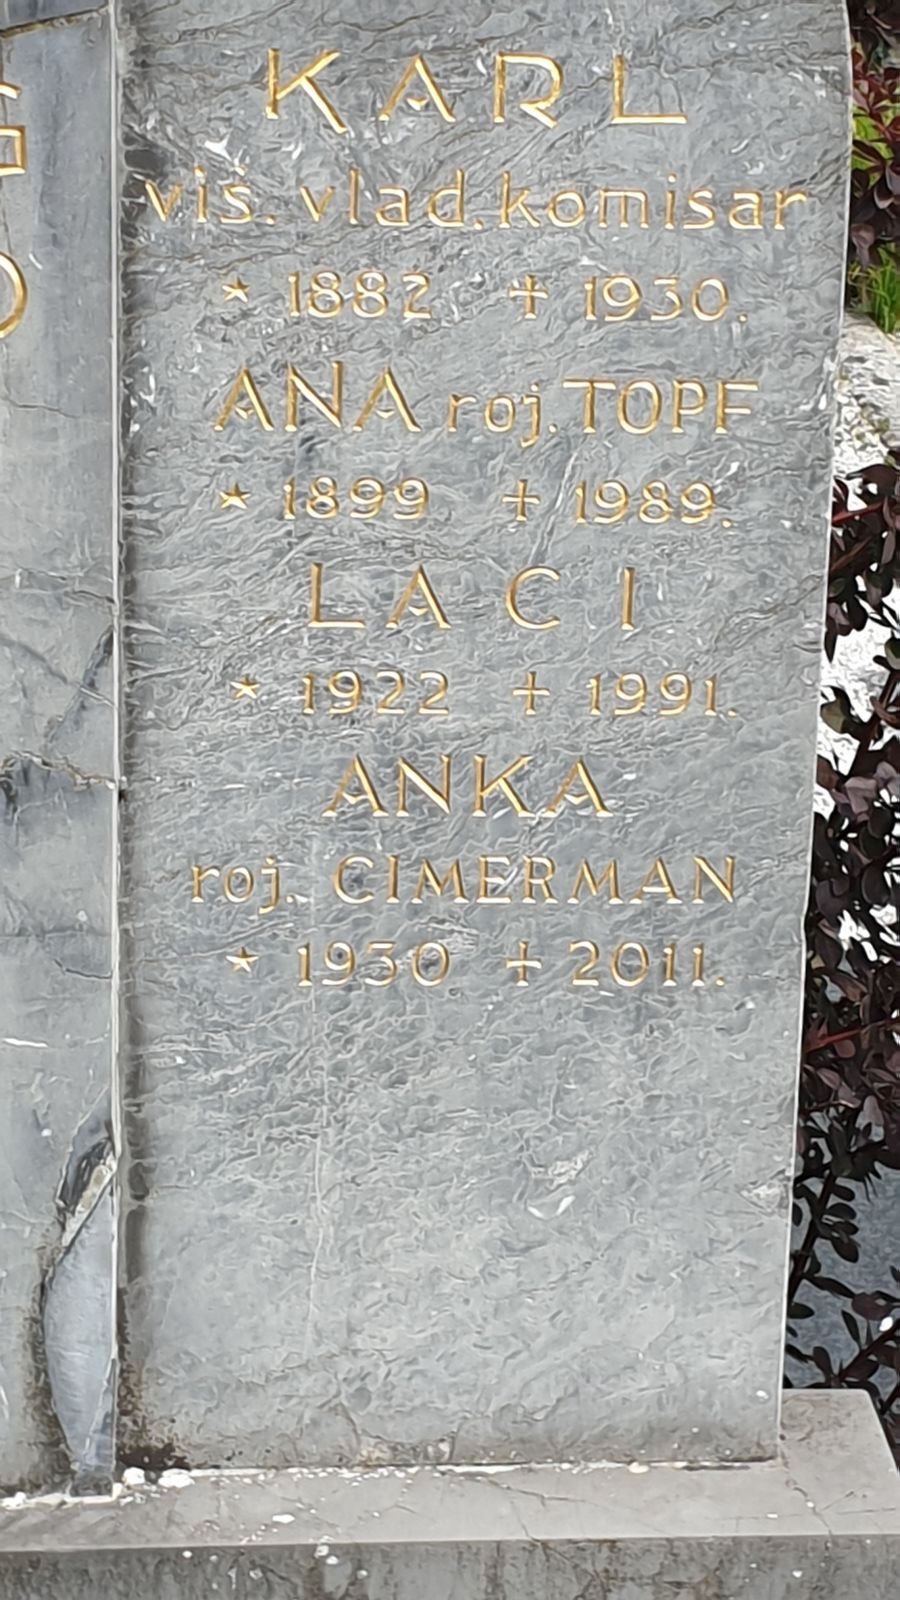 KARL
viš. vlad. komisar
* 1882 + 1930.
ANA roj. TOPF
* 1899 + 1989.
LACI
* 1922 + 1991.
ANKA
roj. CIMERMAN
* 1930 + 2011.